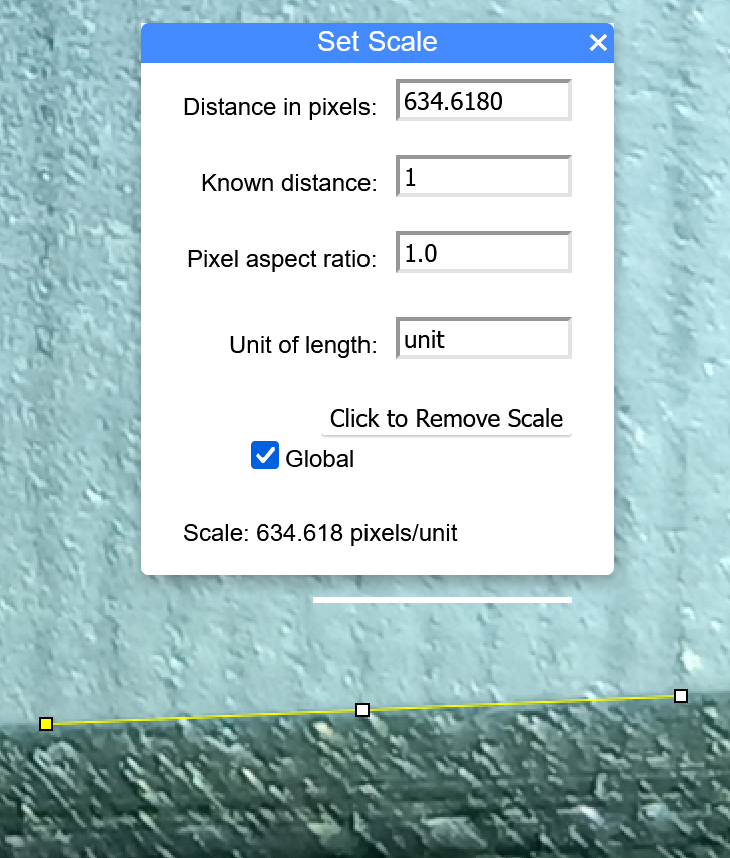 Set Scale
Distance in pixels: 634.6180
Known distance: 1
Pixel aspect ratio: 1.0
Unit of length: unit
Click to Remove Scale
Global
Scale: 634.618 pixels/unit